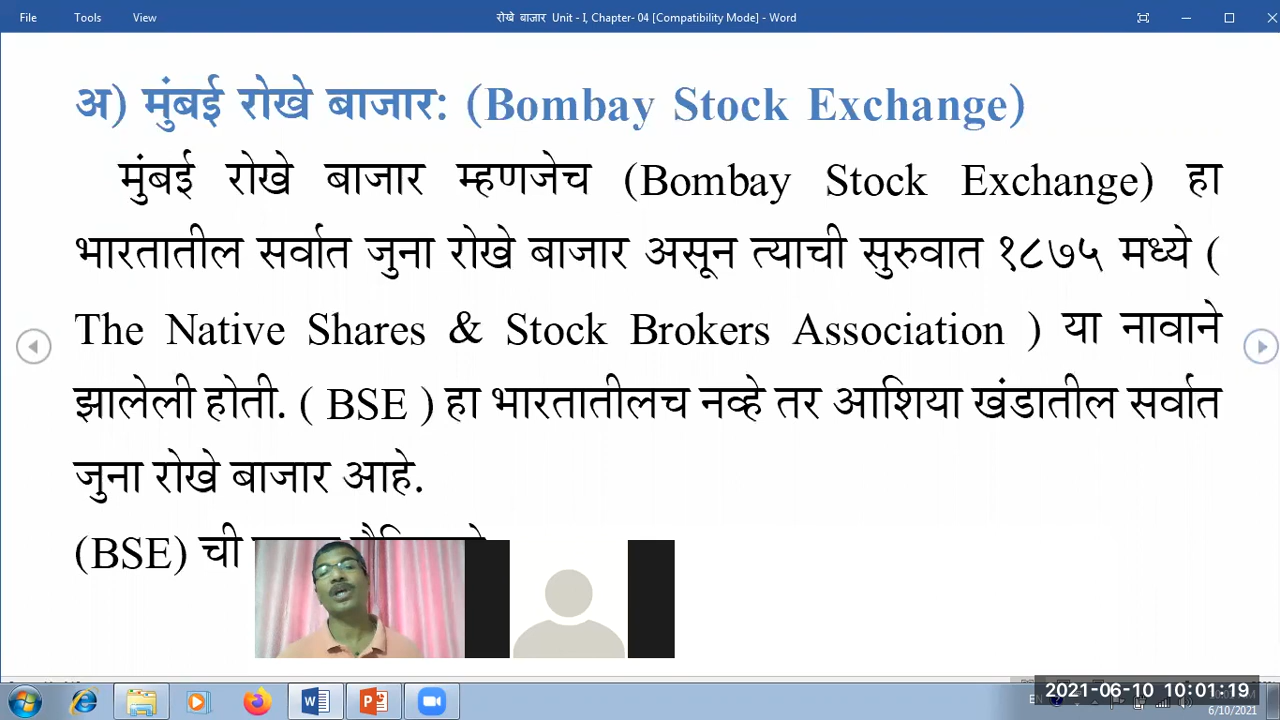 File Tools View रोखे बाजार Unit - I, Chapter- 04 [Compatibility Mode] - Word
अ) मुंबई रोखे बाजार: (Bombay Stock Exchange)
मुंबई रोखे बाजार म्हणजेच (Bombay Stock Exchange) हा
भारतातील सर्वात जुना रोखे बाजार असून त्याची सुरुवात १८७५ मध्ये (
The Native Shares & Stock Brokers Association ) या नावाने
झालेली होती. ( BSE ) हा भारतातीलच नव्हे तर आशिया खंडातील सर्वात
जुना रोखे बाजार आहे.
(BSE) ची
2021-06-10 10:01:19
6/10/2021